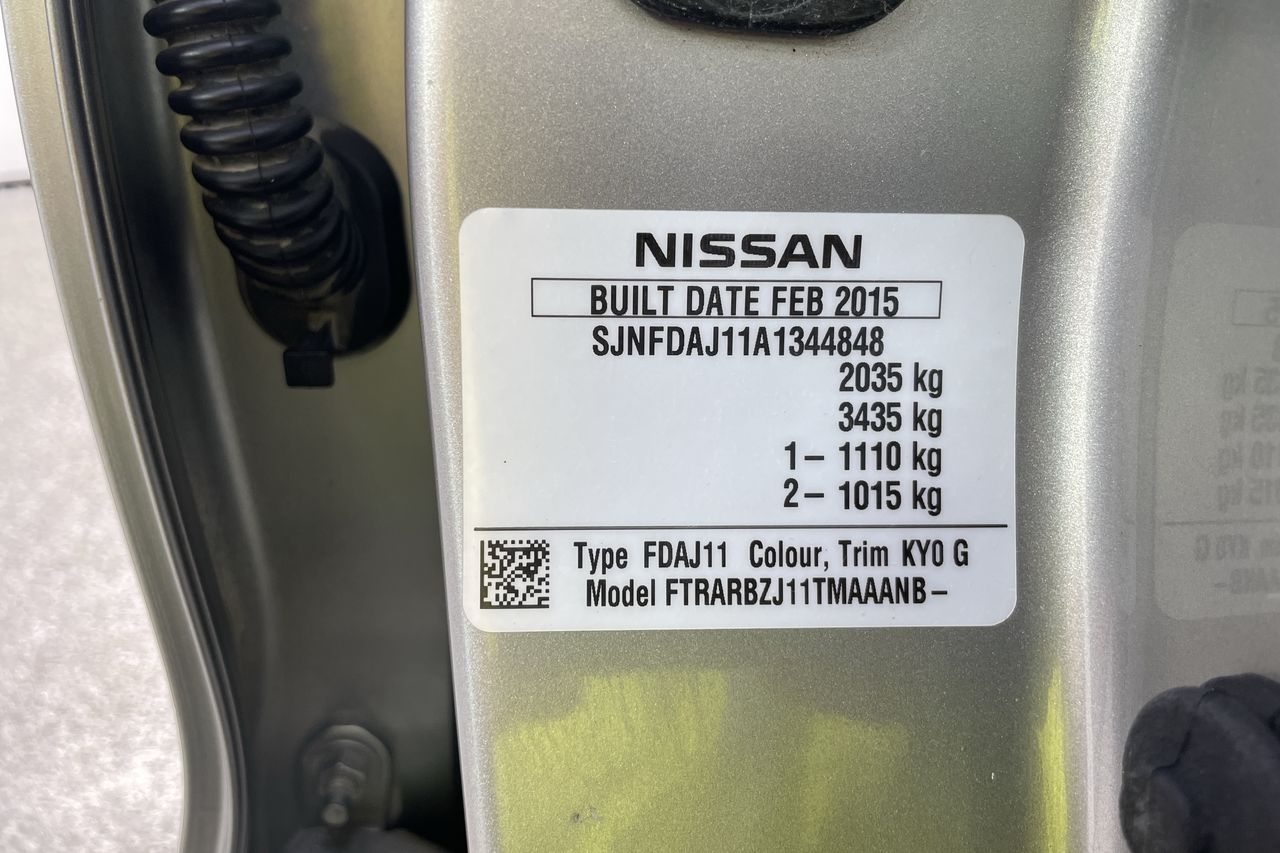 NISSAN
BUILT DATE FEB 2015
SJNFDAJ11A1344848
2035 kg
3435 kg
1– 1110 kg
2– 1015 kg
Type FDAJ11 Colour, Trim KY0 G
Model FTRARBZJ11TMAAANB–